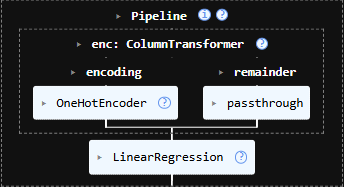 Pipeline i ?
enc: ColumnTransformer ?
encoding remainder
OneHotEncoder ? passthrough ?
LinearRegression ?